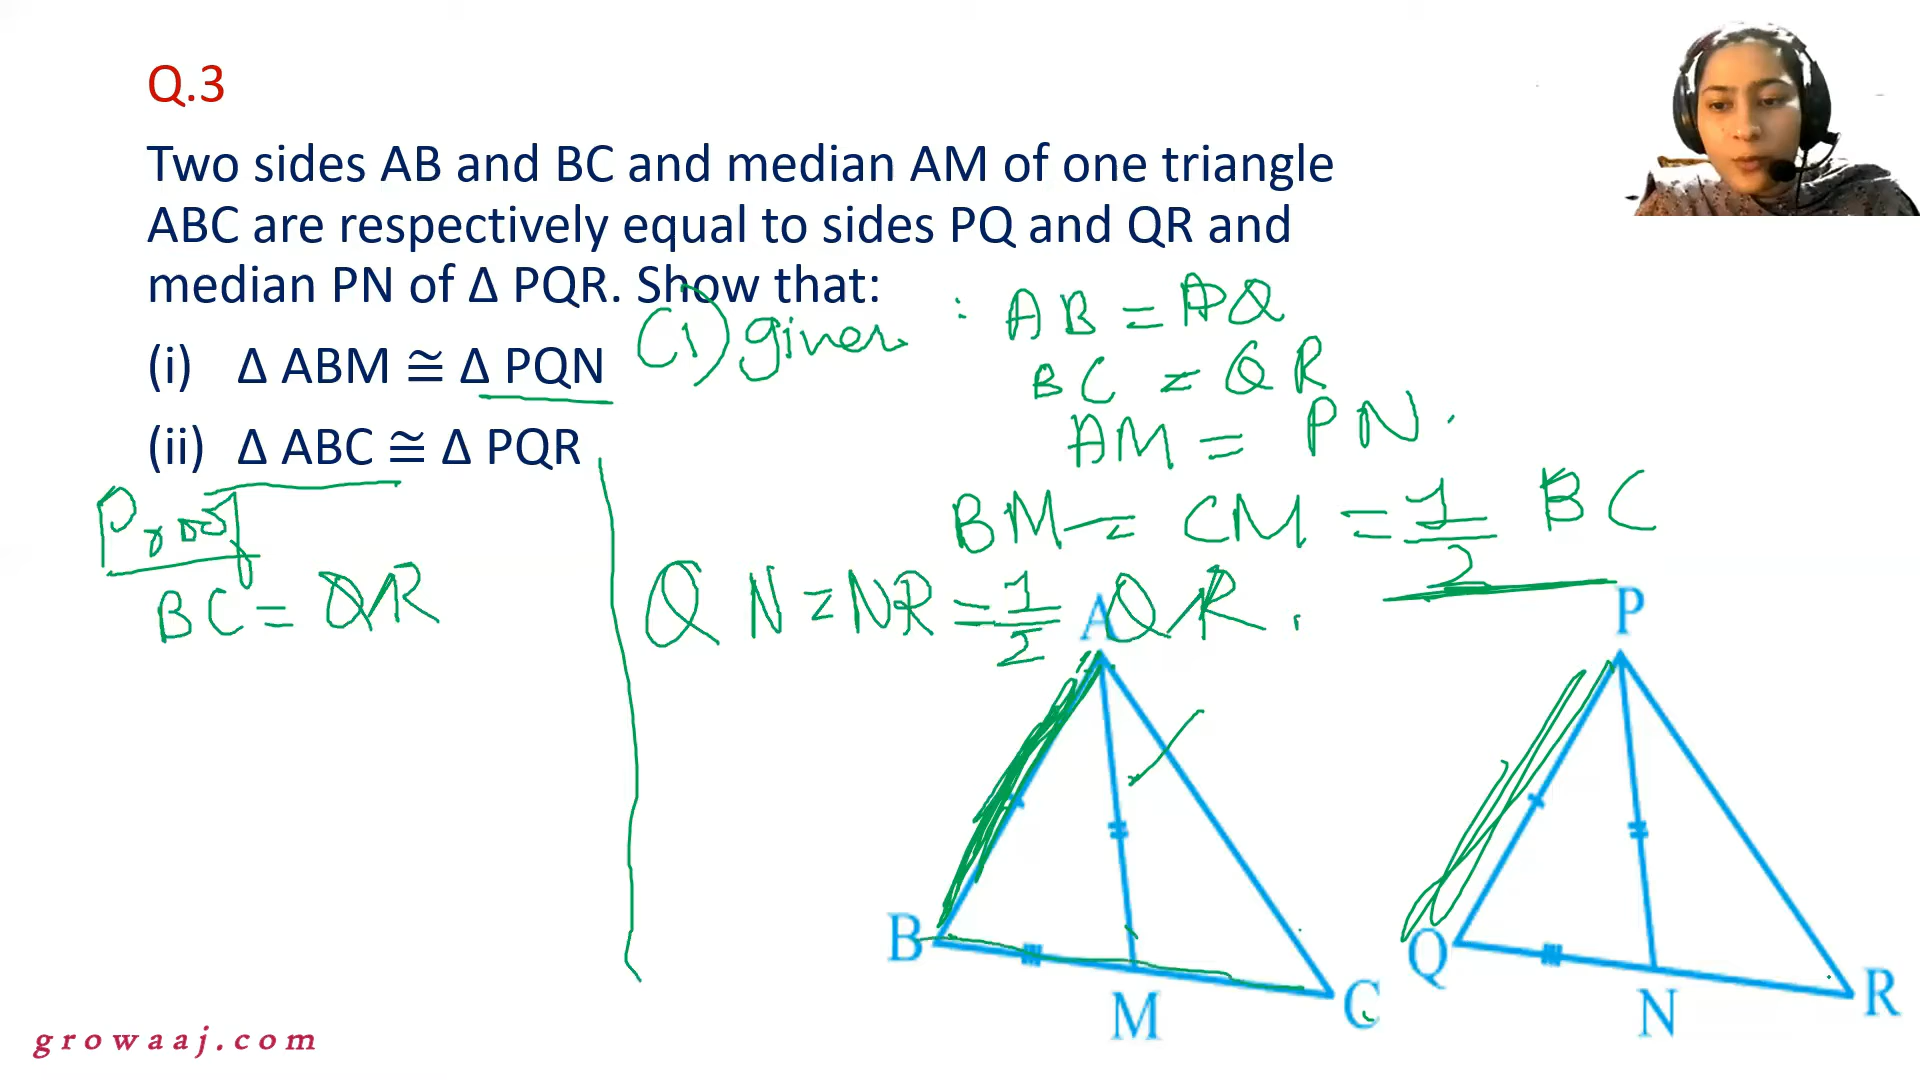 Q.3
Two sides AB and BC and median AM of one triangle
ABC are respectively equal to sides PQ and QR and
median PN of Δ PQR. Show that:
(i) Δ ABM ≅ Δ PQN
(ii) Δ ABC ≅ Δ PQR
(i) given : AB = PQ
BC = QR
AM = PN.
BM = CM = 1/2 BC
QN = NR = 1/2 QR.
Proof
BC = QR
A
B
M
C
P
Q
N
R
growaaj.com